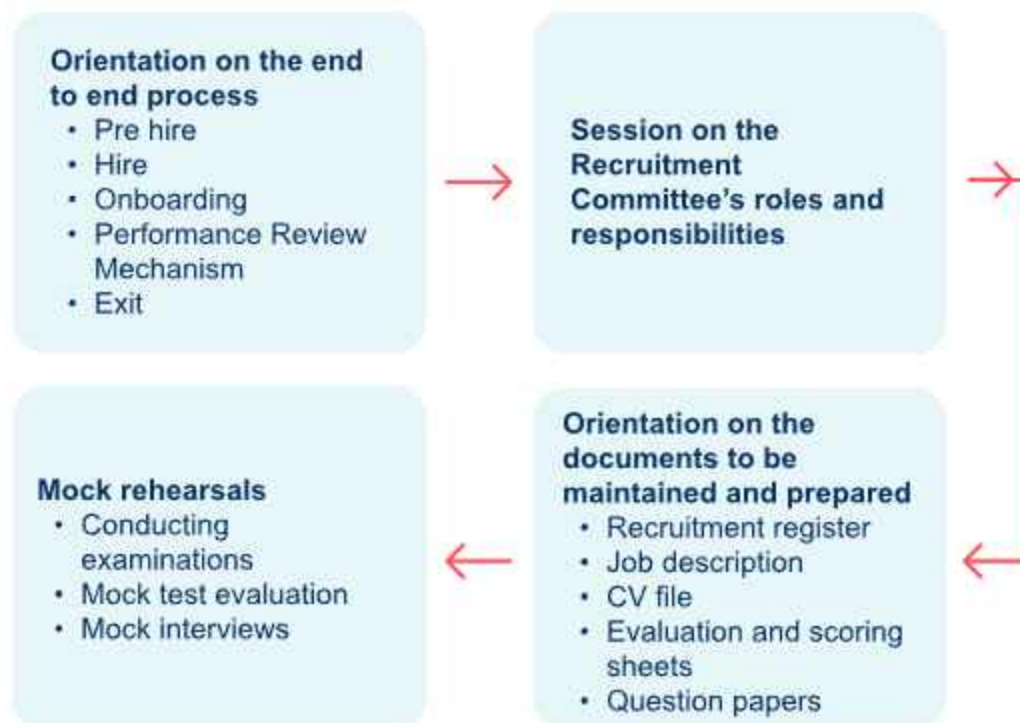 Orientation on the end
to end process
• Pre hire
• Hire
• Onboarding
• Performance Review
Mechanism
• Exit
Session on the
Recruitment
Committee's roles and
responsibilities
Orientation on the
documents to be
maintained and prepared
• Recruitment register
• Job description
• CV file
• Evaluation and scoring
sheets
• Question papers
Mock rehearsals
• Conducting
examinations
• Mock test evaluation
• Mock interviews